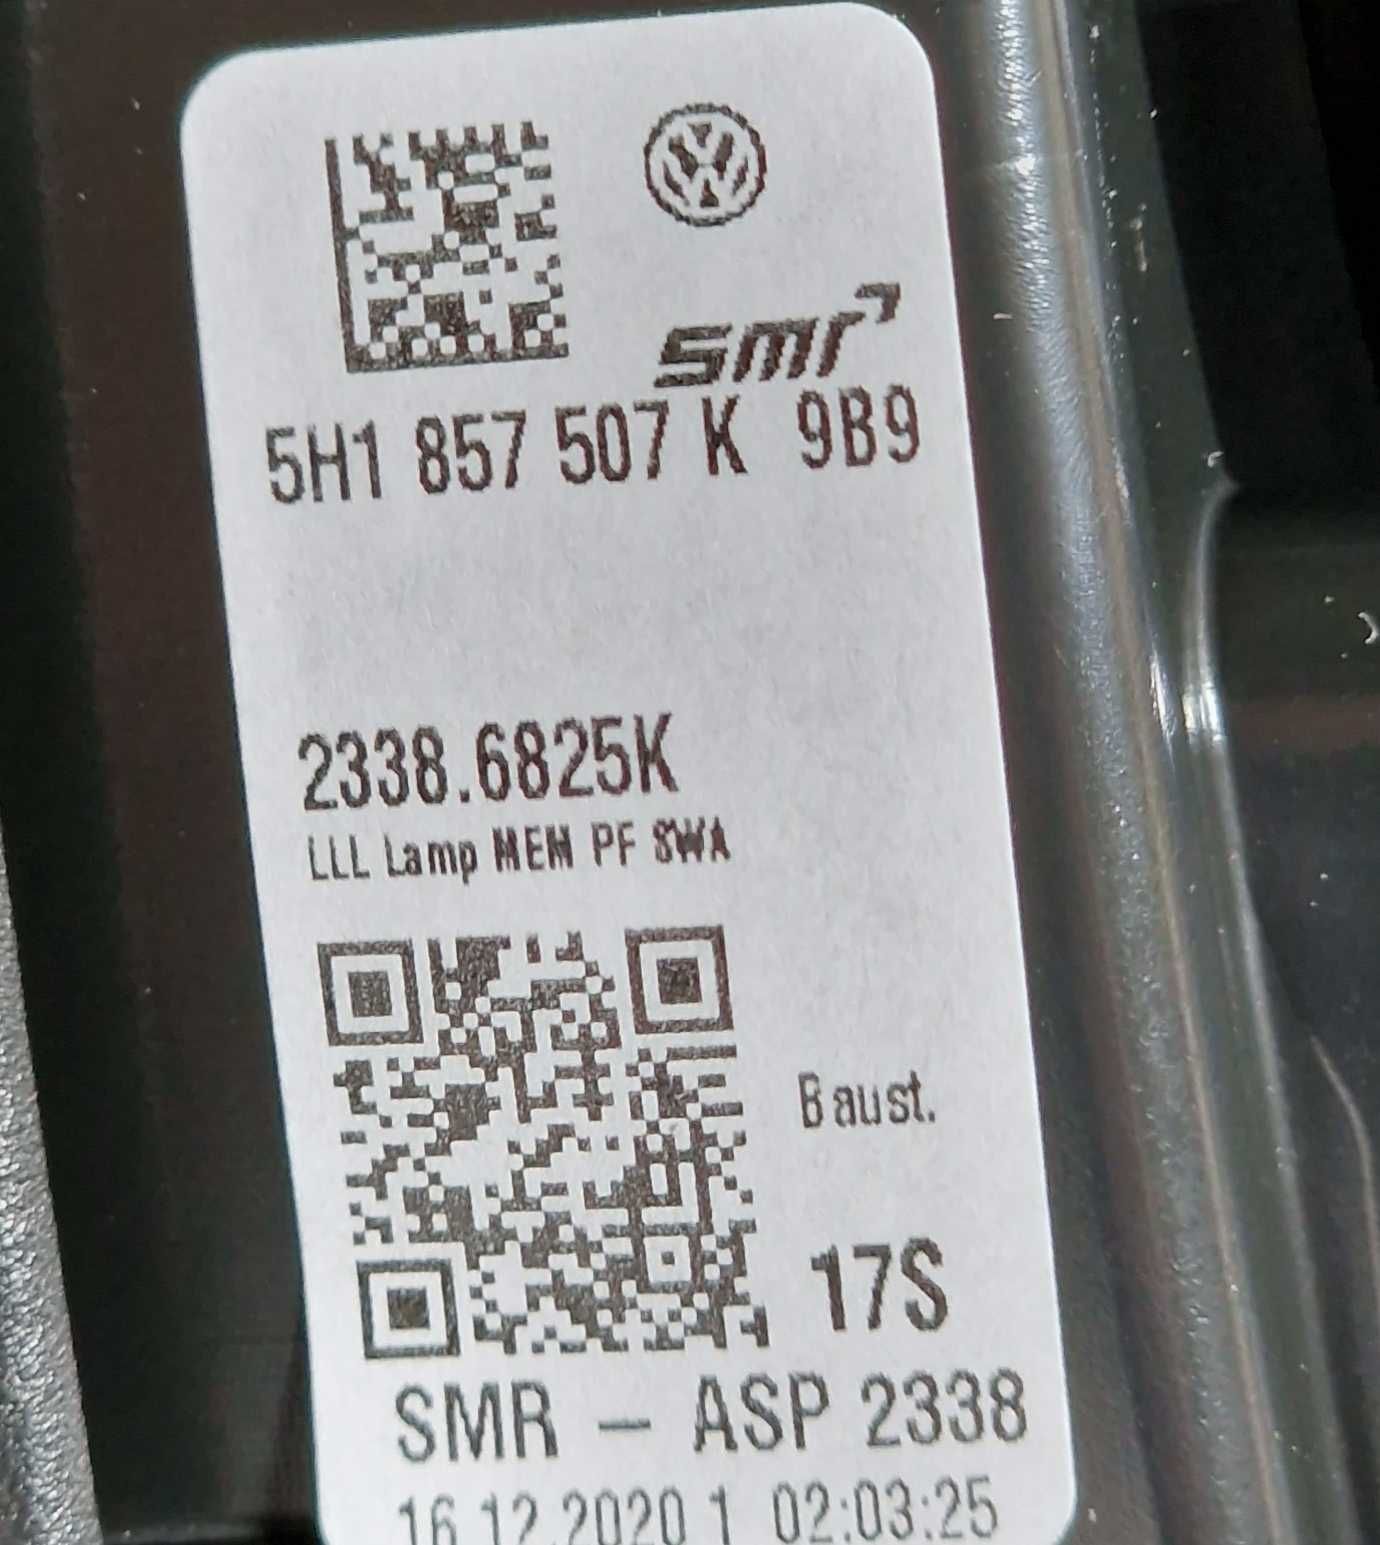 smr
5H1 857 507 K 9B9
2338.6825K
LLL Lamp MEM PF SWA
Baust.
17S
SMR – ASP 2338
16.12.2020 1 02:03:25